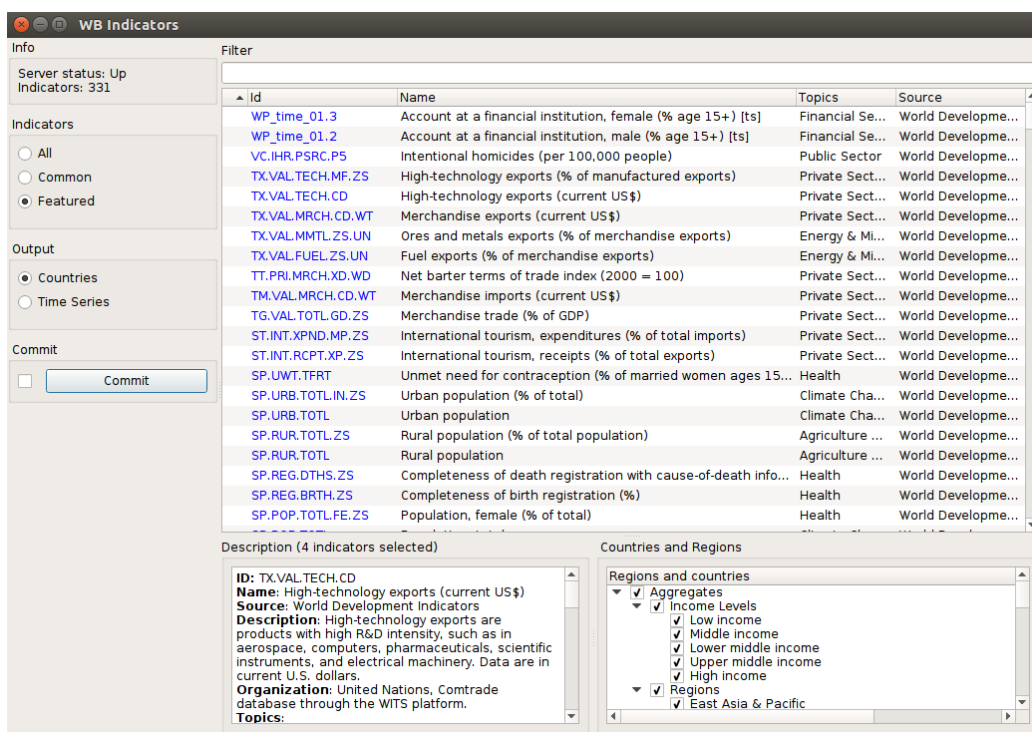 WB Indicators
Info
Server status: Up
Indicators: 331
Indicators
All
Common
Featured
Output
Countries
Time Series
Commit
Commit
Filter
Id Name Topics Source
WP_time_01.3 Account at a financial institution, female (% age 15+) [ts] Financial Se... World Developme...
WP_time_01.2 Account at a financial institution, male (% age 15+) [ts] Financial Se... World Developme...
VC.IHR.PSRC.P5 Intentional homicides (per 100,000 people) Public Sector World Developme...
TX.VAL.TECH.MF.ZS High-technology exports (% of manufactured exports) Private Sect... World Developme...
TX.VAL.TECH.CD High-technology exports (current US$) Private Sect... World Developme...
TX.VAL.MRCH.CD.WT Merchandise exports (current US$) Private Sect... World Developme...
TX.VAL.MMTL.ZS.UN Ores and metals exports (% of merchandise exports) Energy & Mi... World Developme...
TX.VAL.FUEL.ZS.UN Fuel exports (% of merchandise exports) Energy & Mi... World Developme...
TT.PRI.MRCH.XD.WD Net barter terms of trade index (2000 = 100) Private Sect... World Developme...
TM.VAL.MRCH.CD.WT Merchandise imports (current US$) Private Sect... World Developme...
TG.VAL.TOTL.GD.ZS Merchandise trade (% of GDP) Private Sect... World Developme...
ST.INT.XPND.MP.ZS International tourism, expenditures (% of total imports) Private Sect... World Developme...
ST.INT.RCPT.XP.ZS International tourism, receipts (% of total exports) Private Sect... World Developme...
SP.UWT.TFRT Unmet need for contraception (% of married women ages 15... Health World Developme...
SP.URB.TOTL.IN.ZS Urban population (% of total) Climate Cha... World Developme...
SP.URB.TOTL Urban population Climate Cha... World Developme...
SP.RUR.TOTL.ZS Rural population (% of total population) Agriculture ... World Developme...
SP.RUR.TOTL Rural population Agriculture ... World Developme...
SP.REG.DTHS.ZS Completeness of death registration with cause-of-death info... Health World Developme...
SP.REG.BRTH.ZS Completeness of birth registration (%) Health World Developme...
SP.POP.TOTL.FE.ZS Population, female (% of total) Health World Developme...
Description (4 indicators selected)
ID: TX.VAL.TECH.CD
Name: High-technology exports (current US$)
Source: World Development Indicators
Description: High-technology exports are
products with high R&D intensity, such as in
aerospace, computers, pharmaceuticals, scientific
instruments, and electrical machinery. Data are in
current U.S. dollars.
Organization: United Nations, Comtrade
database through the WITS platform.
Topics:
Countries and Regions
Regions and countries
Aggregates
Income Levels
Low income
Middle income
Lower middle income
Upper middle income
High income
Regions
East Asia & Pacific